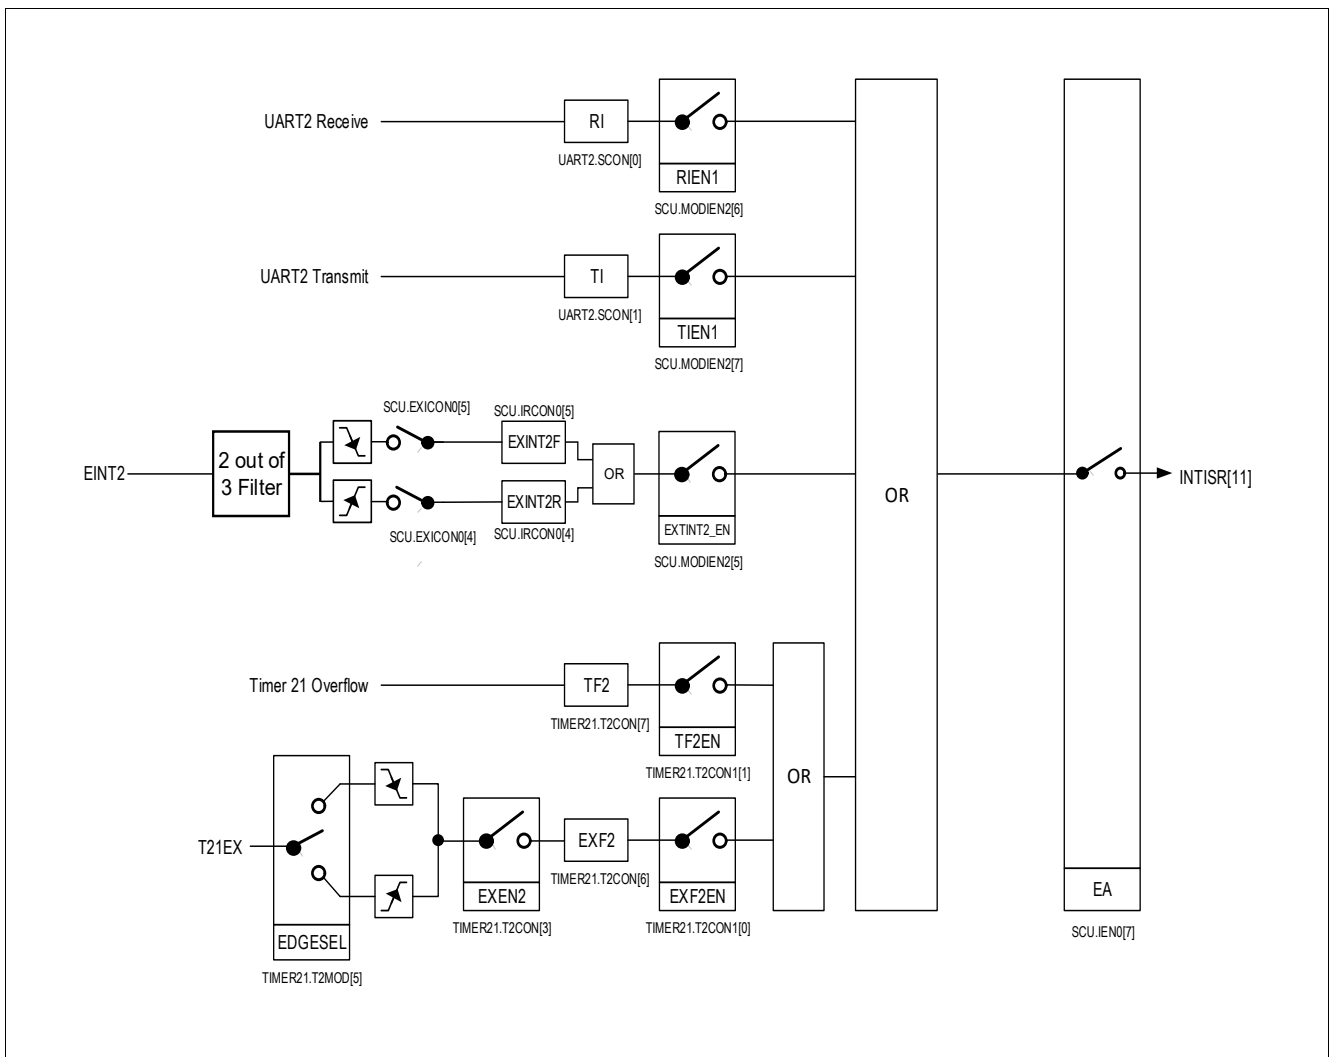 UART2 Receive
RI
UART2.SCON[0]
RIEN1
SCU.MODIEN2[6]
UART2 Transmit
TI
UART2.SCON[1]
TIEN1
SCU.MODIEN2[7]
EINT2
2 out of
3 Filter
SCU.EXICON0[5]
SCU.IRCON0[5]
EXINT2F
EXINT2R
SCU.EXICON0[4]
SCU.IRCON0[4]
OR
EXTINT2_EN
SCU.MODIEN2[5]
OR
INTISR[11]
Timer 21 Overflow
TF2
TIMER21.T2CON[7]
TF2EN
TIMER21.T2CON1[1]
OR
T21EX
EDGESEL
TIMER21.T2MOD[5]
EXEN2
TIMER21.T2CON[3]
EXF2
TIMER21.T2CON[6]
EXF2EN
TIMER21.T2CON1[0]
EA
SCU.IEN0[7]